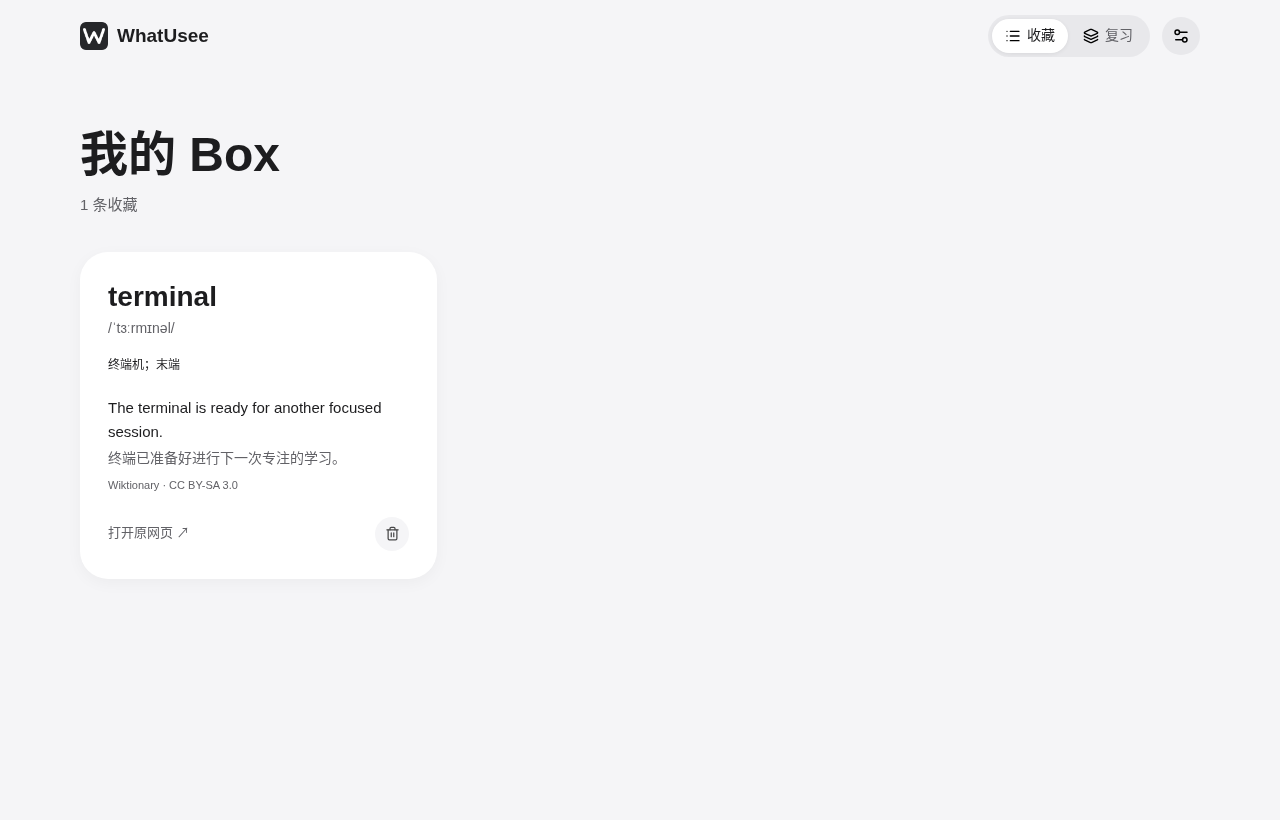 WhatUsee
收藏
复习
我的 Box
1 条收藏
terminal
/ˈtɜːrmɪnəl/
终端机；末端
The terminal is ready for another focused
session.
终端已准备好进行下一次专注的学习。
Wiktionary · CC BY-SA 3.0
打开原网页 ↗